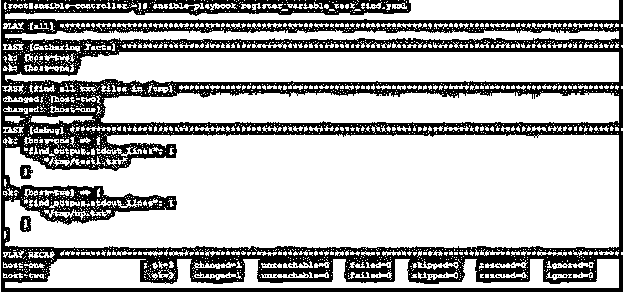 [root@ansible-controller ~]# ansible-playbook register_variable_task_find.yaml
PLAY [all]
TASK [Gathering Facts]
ok: [host-two]
ok: [host-one]
TASK [find all txt files in /tmp]
changed: [host-two]
changed: [host-one]
TASK [debug]
ok: [host-one] => {
"find_output.stdout_lines": [
]
}
ok: [host-two] => {
"find_output.stdout_lines": [
]
}
PLAY RECAP
host-one : ok=3 changed=1 unreachable=0 failed=0 skipped=0 rescued=0 ignored=0
host-two : ok=3 changed=1 unreachable=0 failed=0 skipped=0 rescued=0 ignored=0